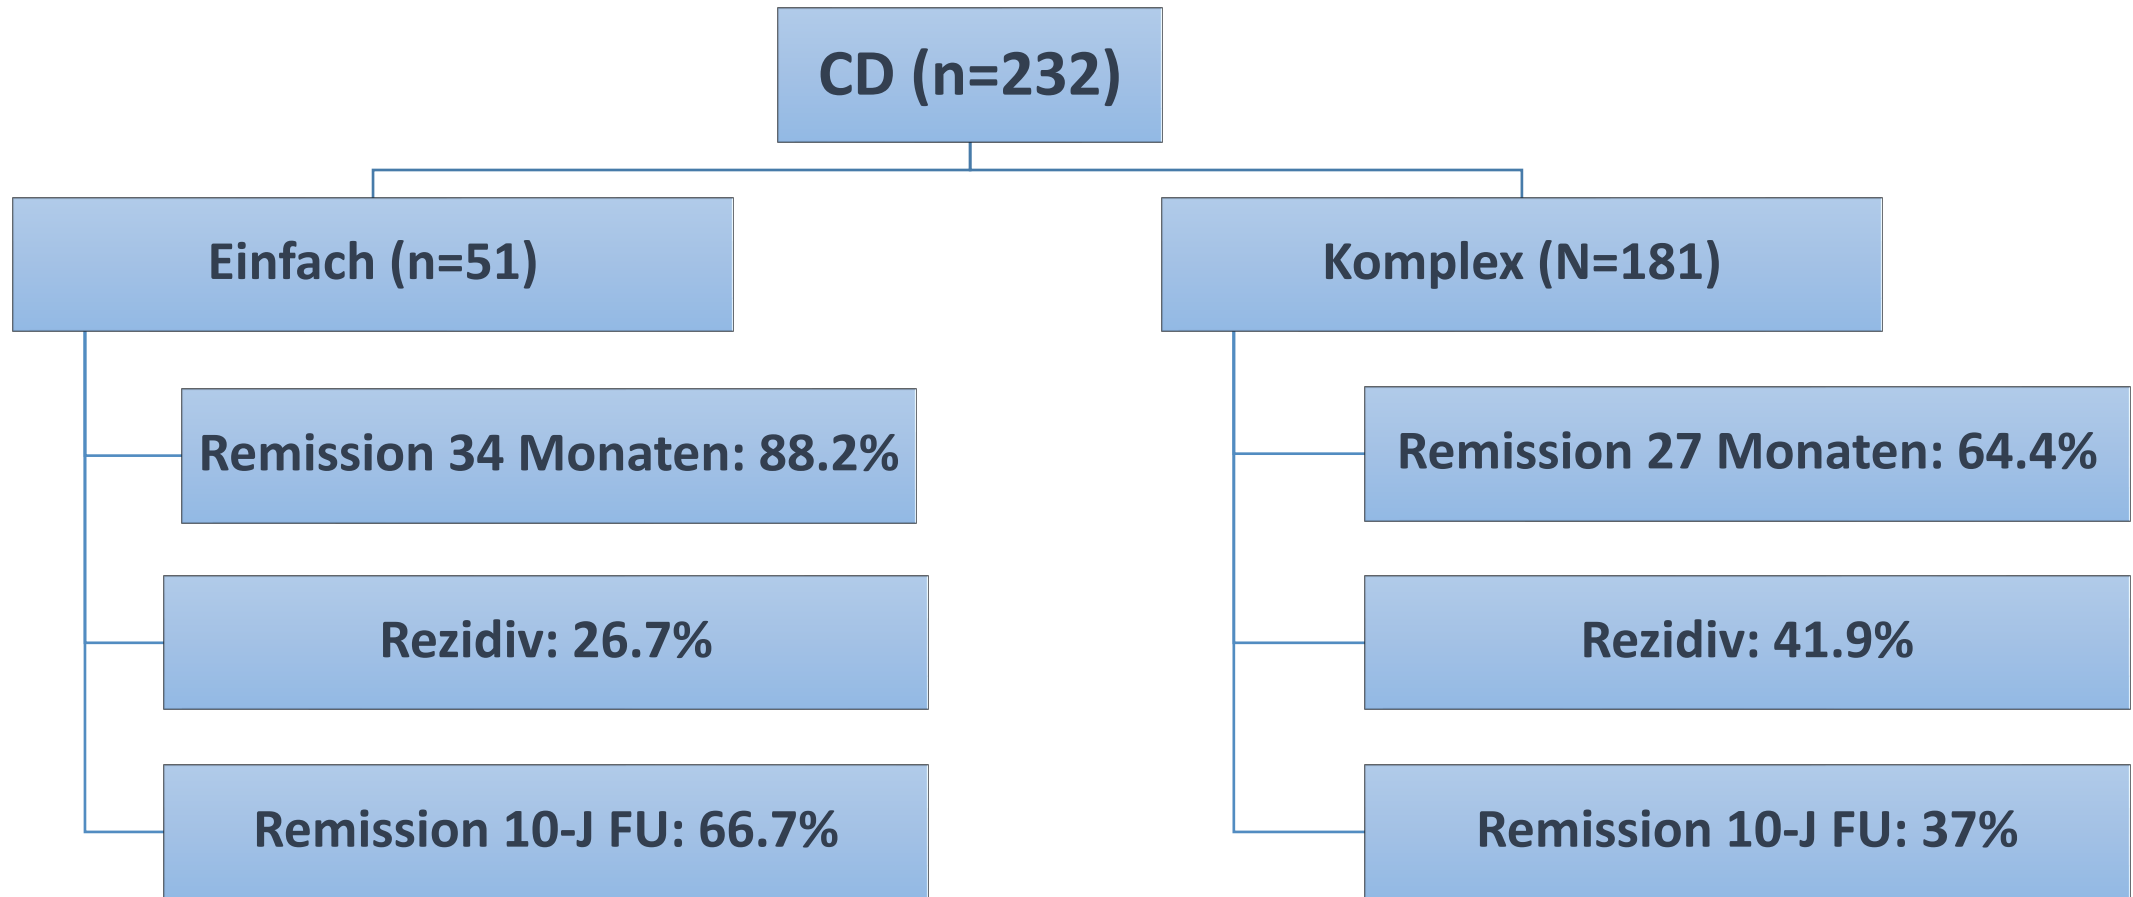 CD (n=232)
Einfach (n=51)
Remission 34 Monaten: 88.2%
Rezidiv: 26.7%
Remission 10-J FU: 66.7%
Komplex (N=181)
Remission 27 Monaten: 64.4%
Rezidiv: 41.9%
Remission 10-J FU: 37%